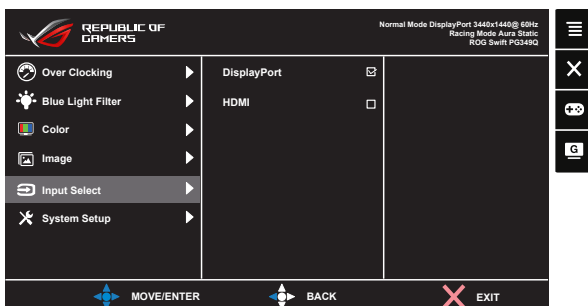 REPUBLIC OF
GAMERS
Normal Mode DisplayPort 3440x1440@ 60Hz
Racing Mode Aura Static
ROG Swift PG349Q
Over Clocking
Blue Light Filter
Color
Image
Input Select
System Setup
DisplayPort
HDMI
G
MOVE/ENTER
BACK
EXIT